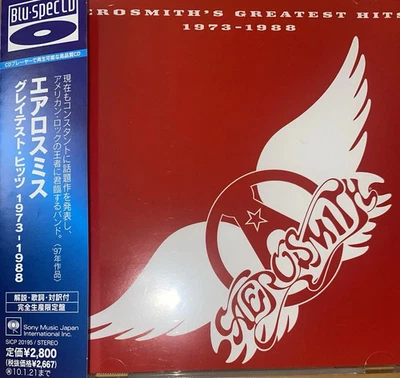 Blu-specCD
CDプレーヤーで再生可能な高品質CD
現在もコンスタントに話題作を発表し、
アメリカン・ロックの王者に君臨するバンド。〈'97年作品〉
エアロスミス
グレイテスト・ヒッツ 1973-1988
解説・歌詞・対訳付
完全生産限定盤
Sony Music Japan
International Inc.
SICP 20195 / STEREO
定価¥2,800
(税抜価格¥2,667)
10.1.21まで
AEROSMITH'S GREATEST HITS
1973-1988
AEROSMITH